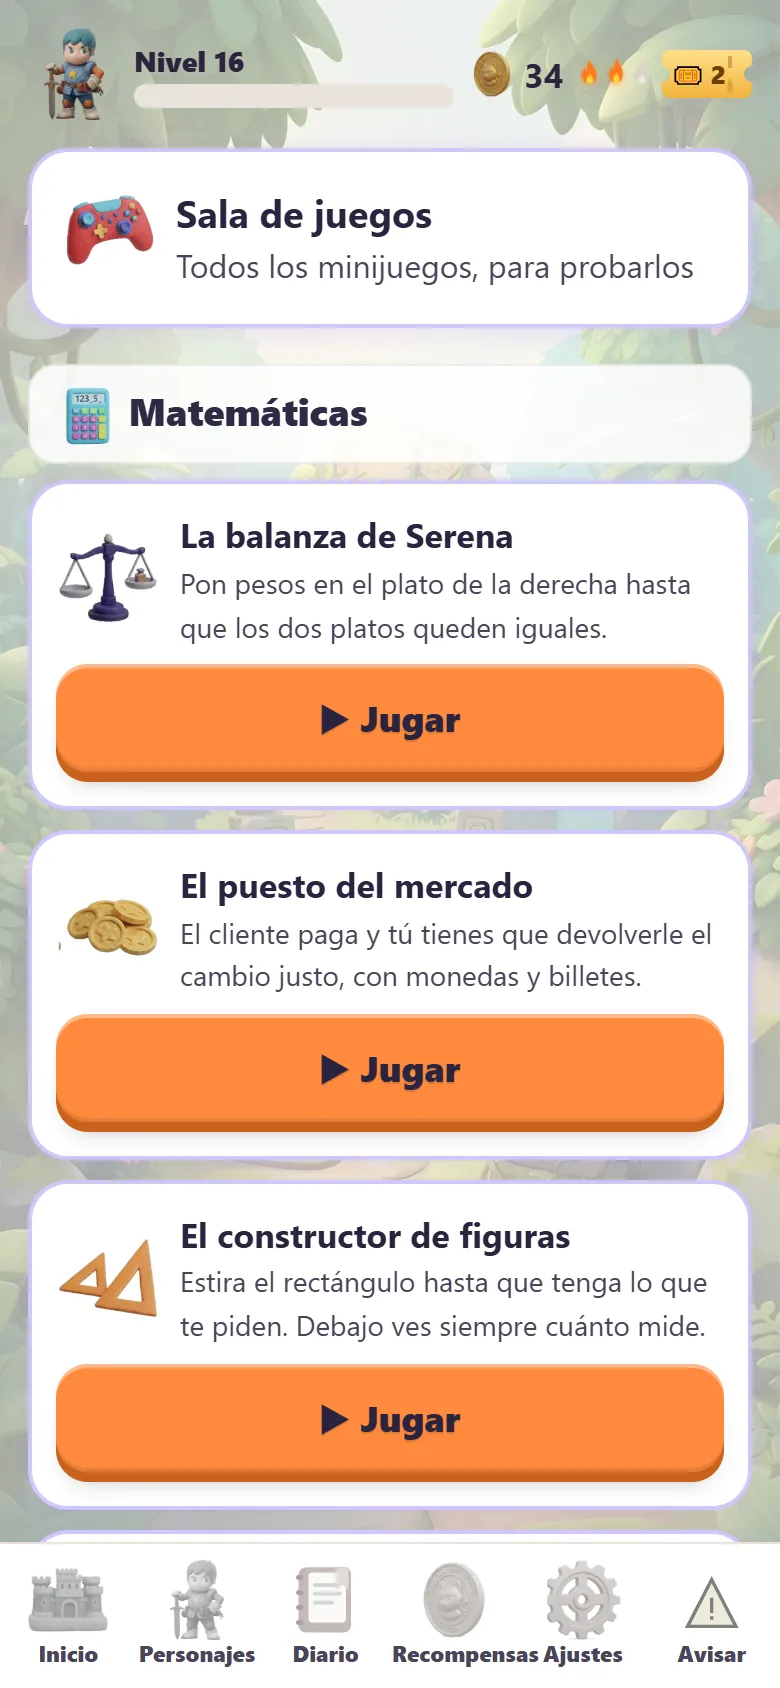 Nivel 16
34
2
Sala de juegos
Todos los minijuegos, para probarlos
123_5_
Matemáticas
La balanza de Serena
Pon pesos en el plato de la derecha hasta
que los dos platos queden iguales.
▶ Jugar
El puesto del mercado
El cliente paga y tú tienes que devolverle el
cambio justo, con monedas y billetes.
▶ Jugar
El constructor de figuras
Estira el rectángulo hasta que tenga lo que
te piden. Debajo ves siempre cuánto mide.
▶ Jugar
Inicio
Personajes
Diario
Recompensas
Ajustes
Avisar